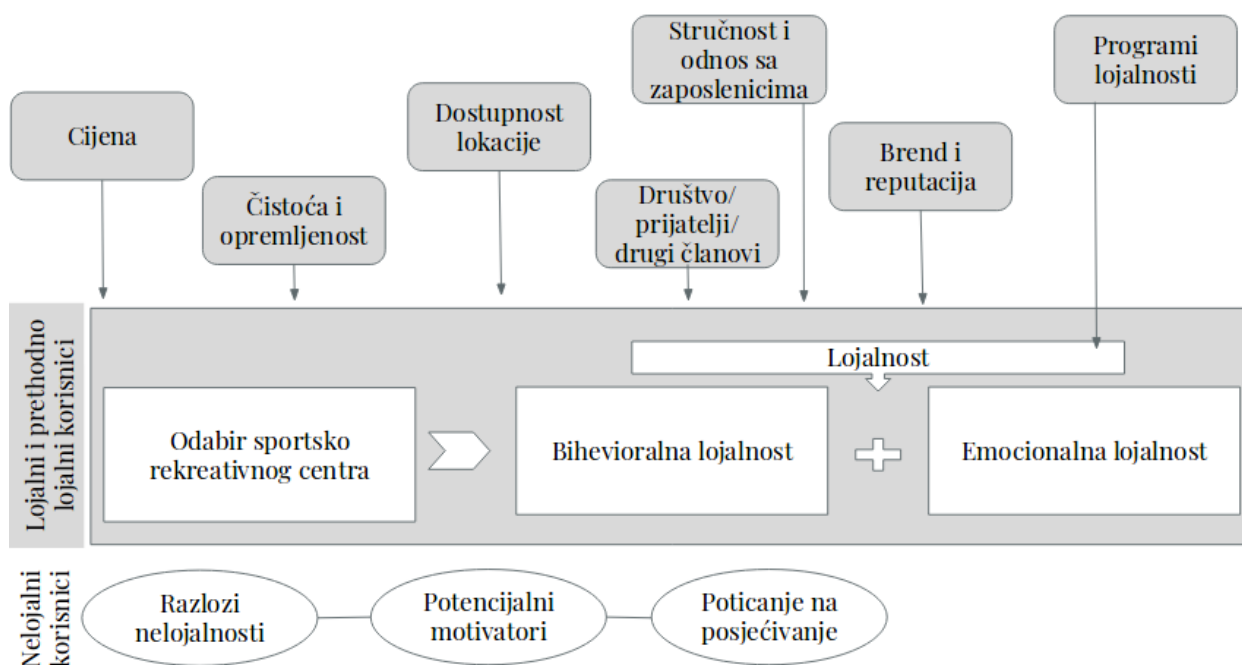 Cijena
Čistoća i
opremljenost
Dostupnost
lokacije
Društvo/
prijatelji/
drugi članovi
Stručnost i
odnos sa
zaposlenicima
Brend i
reputacija
Programi
lojalnosti
Lojalni i prethodno
lojalni korisnici
Lojalnost
Odabir sportsko
rekreativnog centra
Bihevioralna lojalnost
Emocionalna lojalnost
Nelojalni
korisnici
Razlozi
nelojalnosti
Potencijalni
motivatori
Poticanje na
posjećivanje